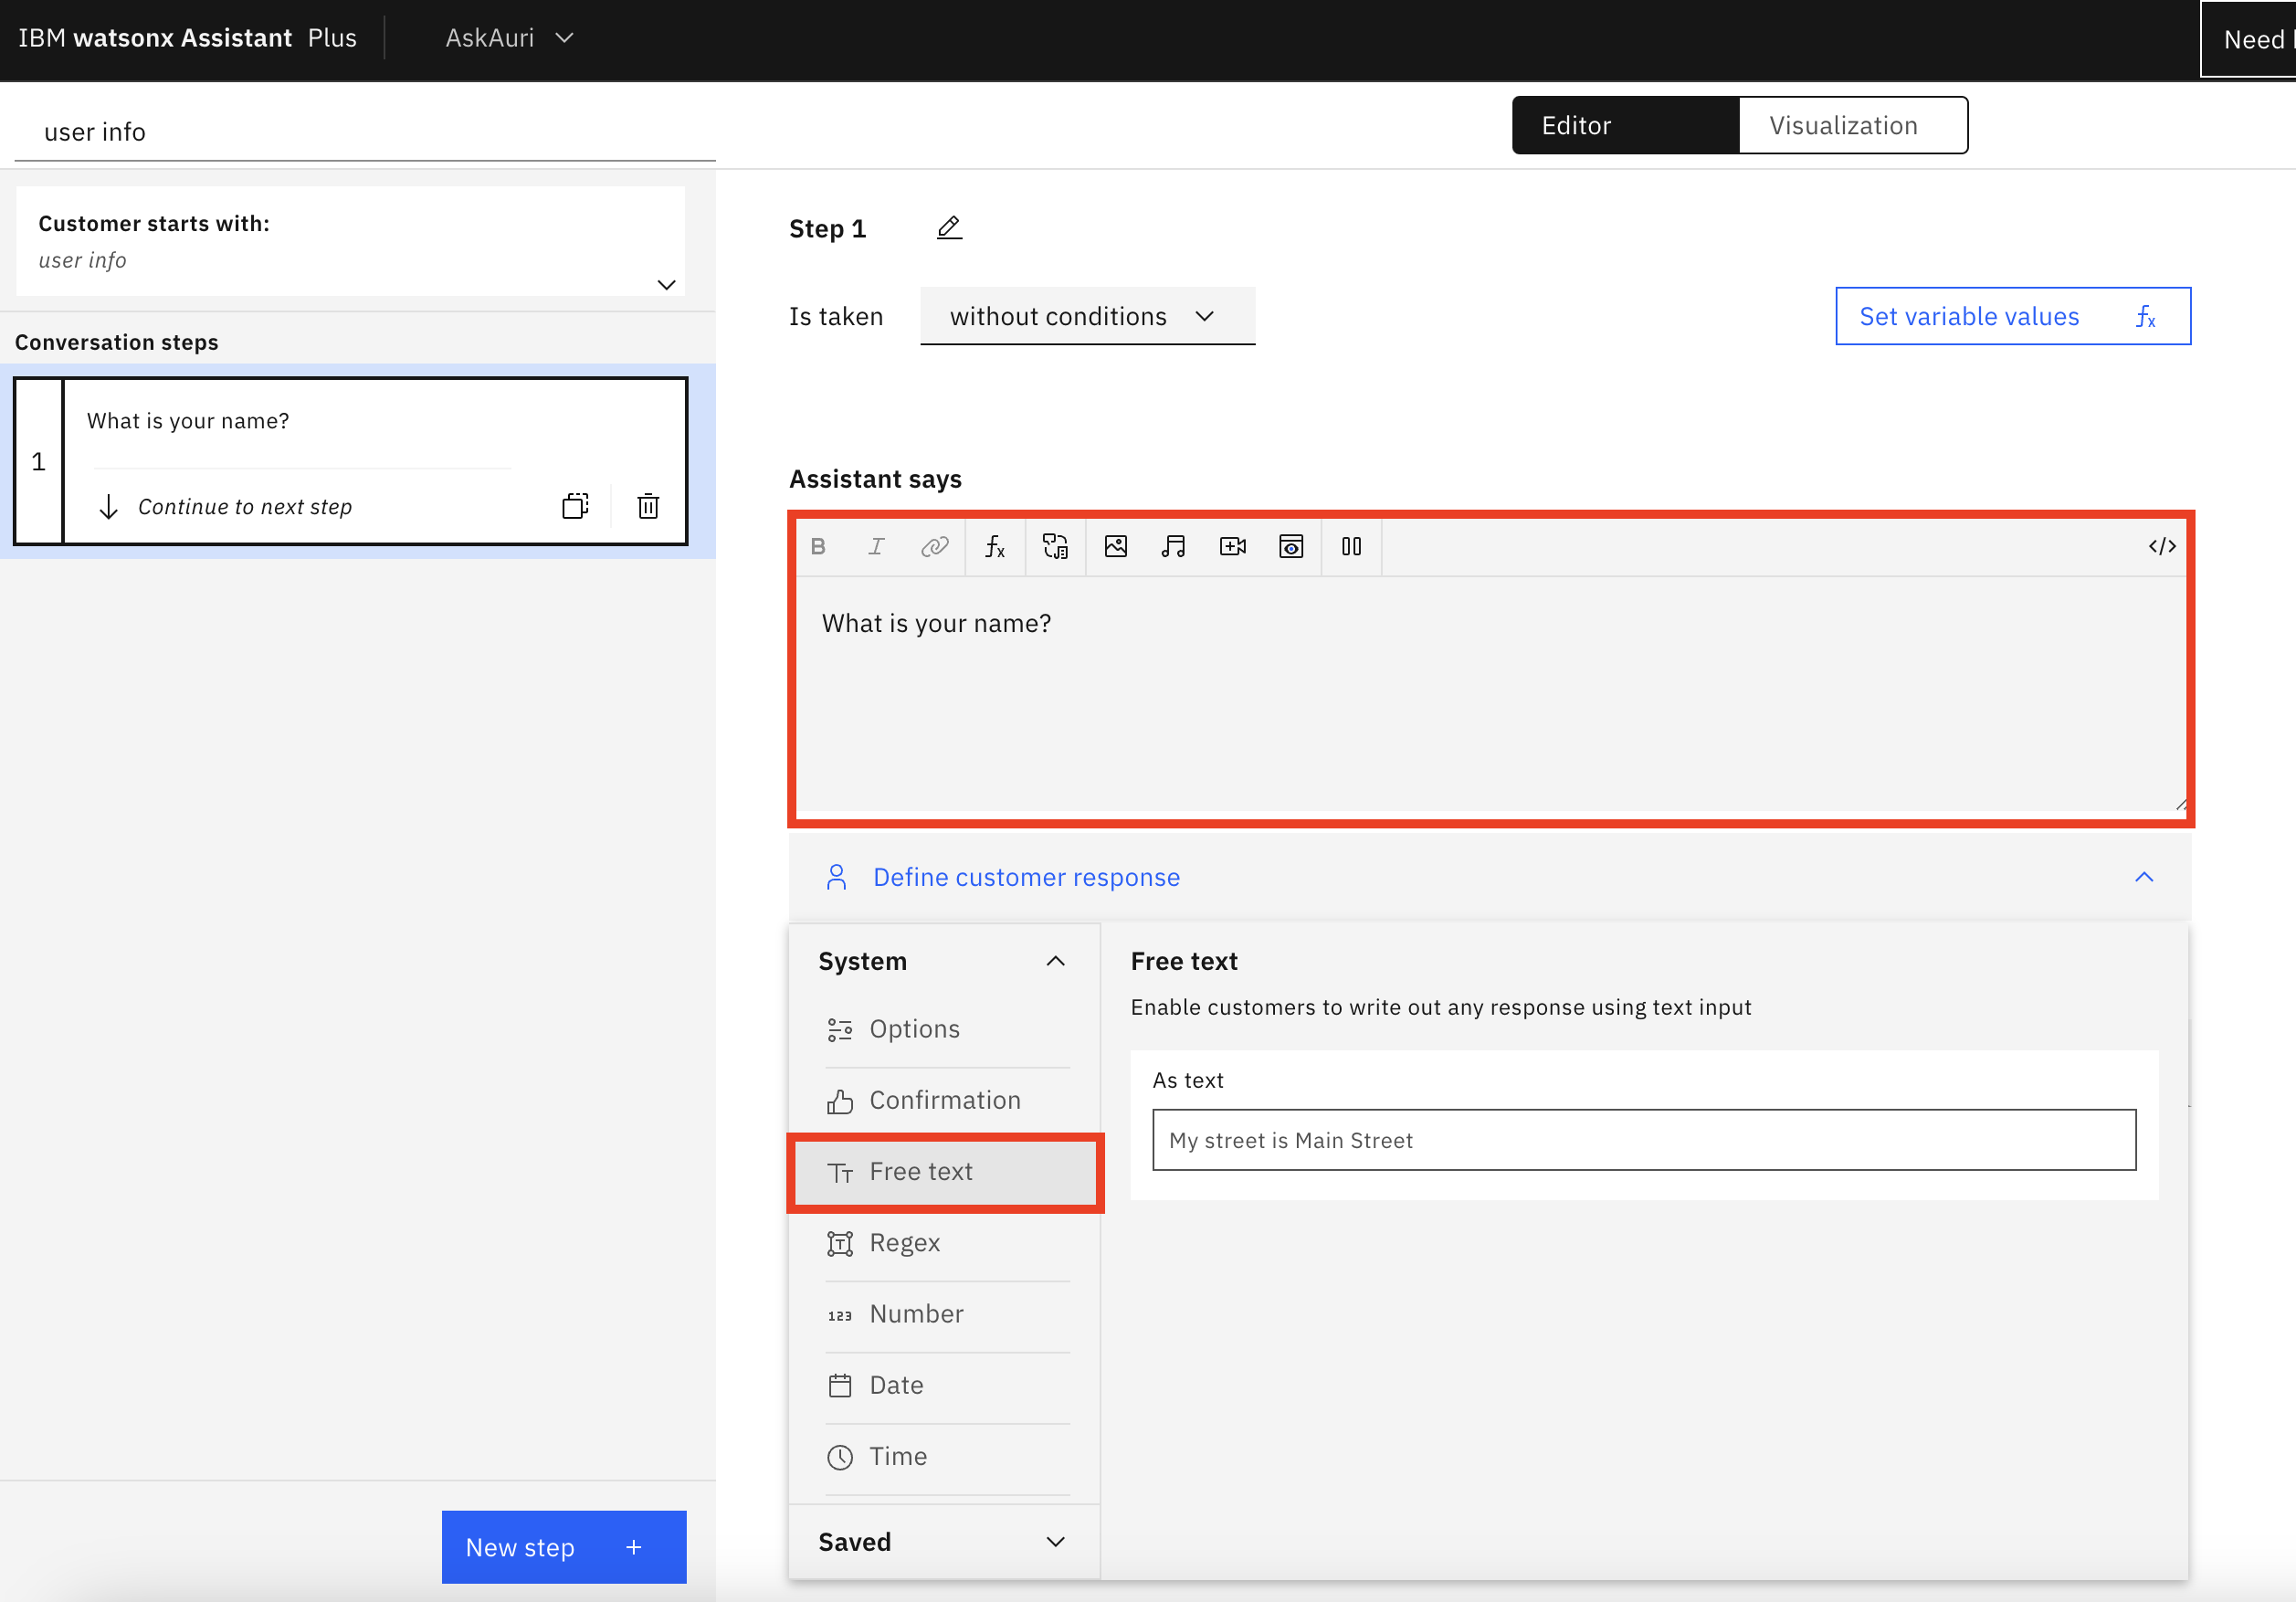 IBM watsonx Assistant Plus
AskAuri
Need
user info
Editor
Visualization
Customer starts with:
user info
Conversation steps
1
What is your name?
Continue to next step
New step +
Step 1
Is taken
without conditions
Set variable values fx
Assistant says
B I fx </>
What is your name?
Define customer response
System
Options
Confirmation
Free text
Regex
123 Number
Date
Time
Saved
Free text
Enable customers to write out any response using text input
As text
My street is Main Street